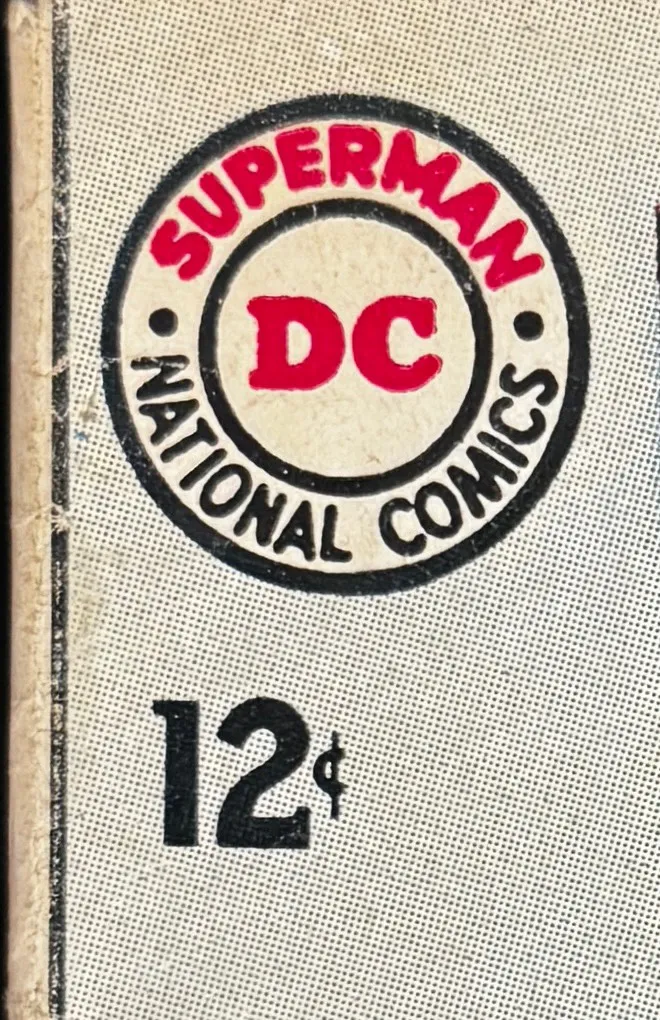 SUPERMAN
DC
NATIONAL COMICS
12¢